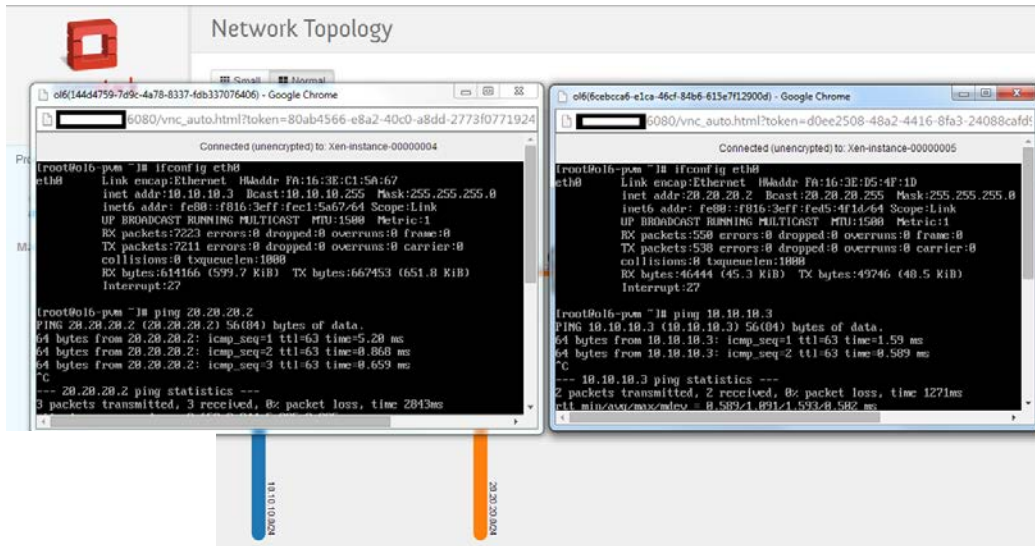 Network Topology
Small Normal
ol6(144d4759-7d9c-4a78-8337-fdb337076406) - Google Chrome
6080/vnc_auto.html?token=80ab4566-e8a2-40c0-a8dd-2773f0771924
Connected (unencrypted) to: Xen-instance-00000004
[root@ol6-pvm ~]# ifconfig eth0
eth0 Link encap:Ethernet HWaddr FA:16:3E:C1:5A:67
inet addr:10.10.10.3 Bcast:10.10.10.255 Mask:255.255.255.0
inet6 addr: fe80::f816:3eff:fec1:5a67/64 Scope:Link
UP BROADCAST RUNNING MULTICAST MTU:1500 Metric:1
RX packets:7223 errors:0 dropped:0 overruns:0 frame:0
TX packets:7211 errors:0 dropped:0 overruns:0 carrier:0
collisions:0 txqueuelen:1000
RX bytes:614166 (599.7 KiB) TX bytes:667453 (651.8 KiB)
Interrupt:27
[root@ol6-pvm ~]# ping 20.20.20.2
PING 20.20.20.2 (20.20.20.2) 56(84) bytes of data.
64 bytes from 20.20.20.2: icmp_seq=1 ttl=63 time=5.20 ms
64 bytes from 20.20.20.2: icmp_seq=2 ttl=63 time=0.868 ms
64 bytes from 20.20.20.2: icmp_seq=3 ttl=63 time=0.659 ms
^C
--- 20.20.20.2 ping statistics ---
3 packets transmitted, 3 received, 0% packet loss, time 2843ms
ol6(6cebcca6-e1ca-46cf-84b6-615e7f12900d) - Google Chrome
6080/vnc_auto.html?token=d0ee2508-48a2-4416-8fa3-24088cafd9
Connected (unencrypted) to: Xen-instance-00000005
[root@ol6-pvm ~]# ifconfig eth0
eth0 Link encap:Ethernet HWaddr FA:16:3E:D5:4F:1D
inet addr:20.20.20.2 Bcast:20.20.20.255 Mask:255.255.255.0
inet6 addr: fe80::f816:3eff:fed5:4f1d/64 Scope:Link
UP BROADCAST RUNNING MULTICAST MTU:1500 Metric:1
RX packets:550 errors:0 dropped:0 overruns:0 frame:0
TX packets:538 errors:0 dropped:0 overruns:0 carrier:0
collisions:0 txqueuelen:1000
RX bytes:46444 (45.3 KiB) TX bytes:49746 (48.5 KiB)
Interrupt:27
[root@ol6-pvm ~]# ping 10.10.10.3
PING 10.10.10.3 (10.10.10.3) 56(84) bytes of data.
64 bytes from 10.10.10.3: icmp_seq=1 ttl=63 time=1.59 ms
64 bytes from 10.10.10.3: icmp_seq=2 ttl=63 time=0.589 ms
^C
--- 10.10.10.3 ping statistics ---
2 packets transmitted, 2 received, 0% packet loss, time 1271ms
rtt min/avg/max/mdev = 0.589/1.091/1.593/0.502 ms
10.10.10.0/24
20.20.20.0/24